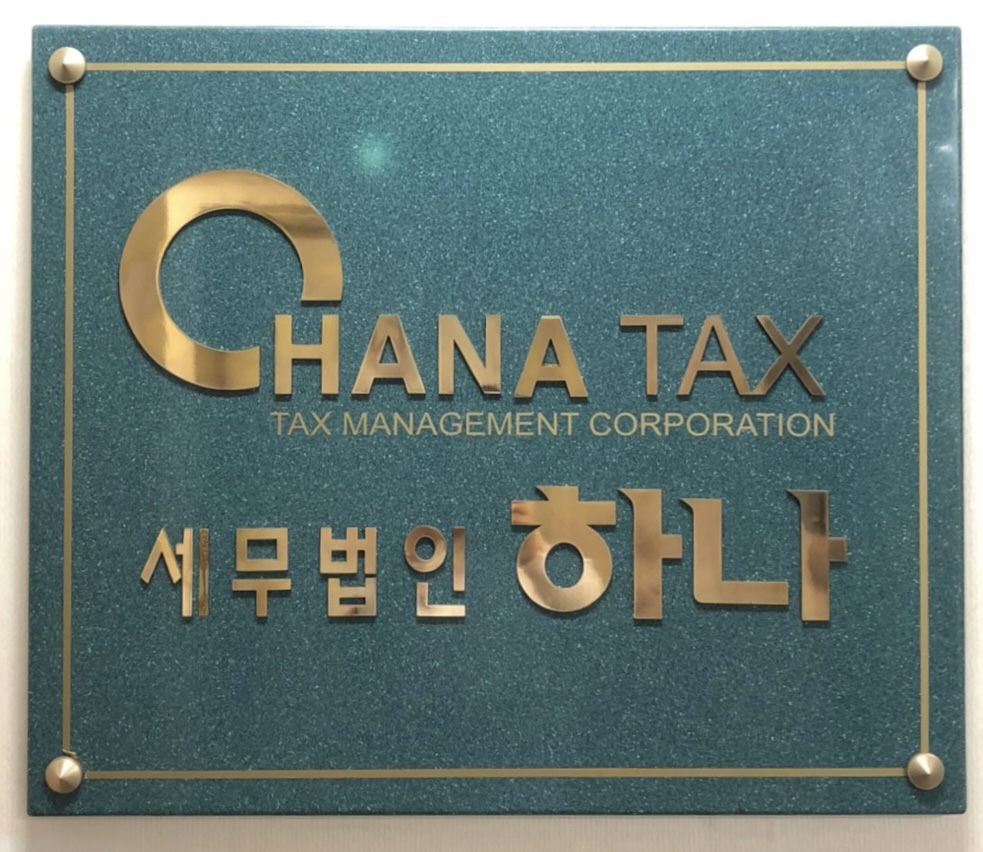 HANA TAX
TAX MANAGEMENT CORPORATION
세무법인 하나